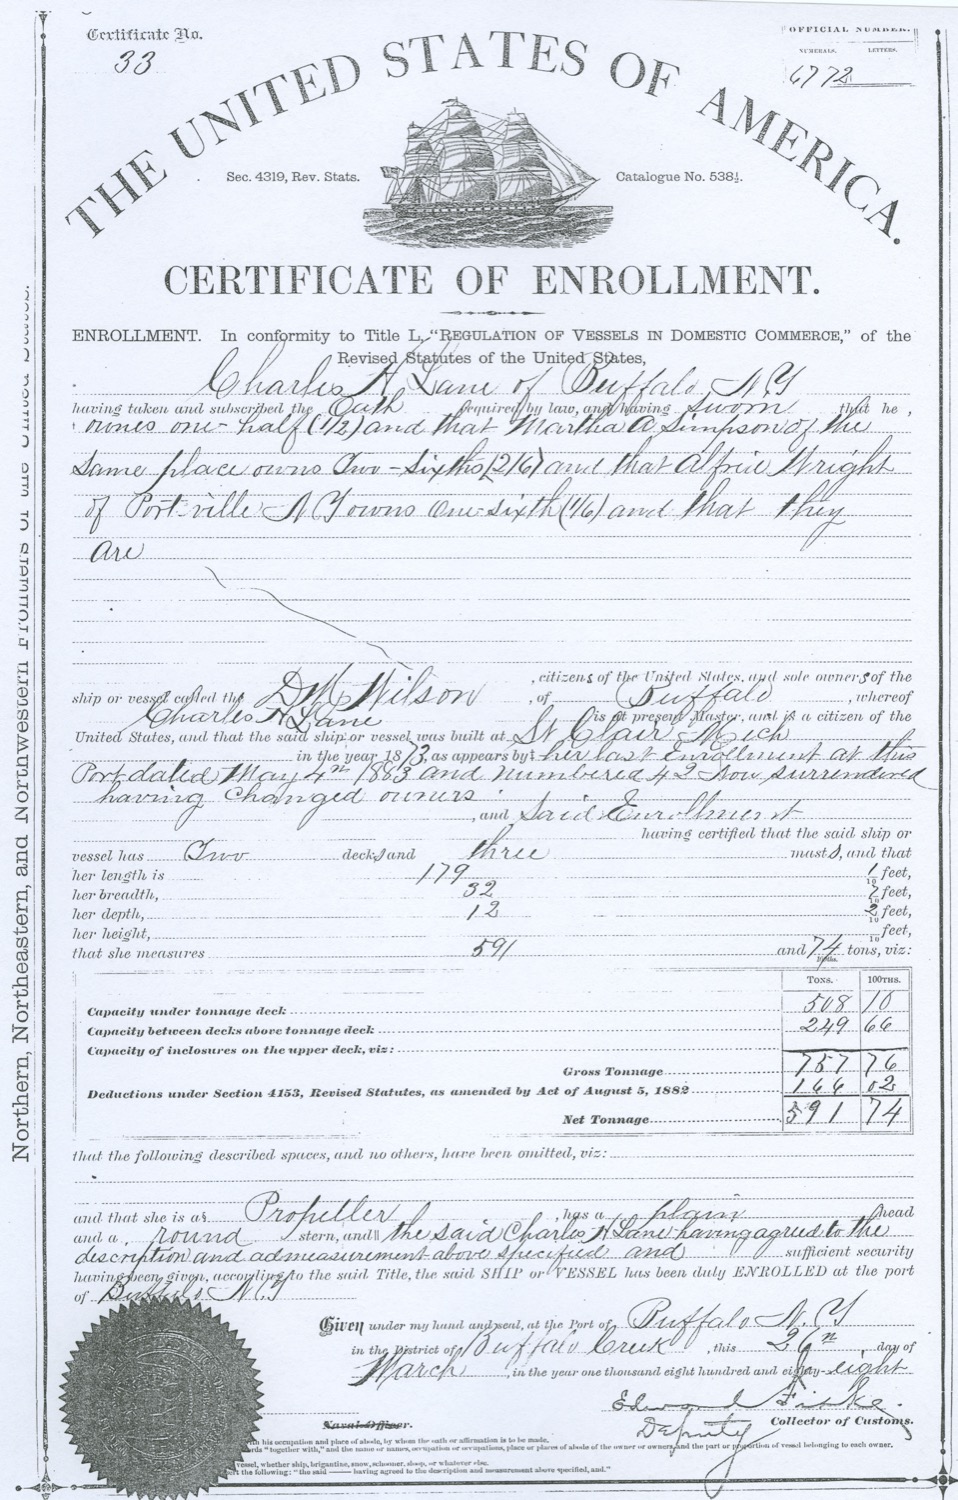 Certificate No.
33
OFFICIAL NUMBER.
NUMERALS. LETTERS.
6772
THE UNITED STATES OF AMERICA.
Sec. 4319, Rev. Stats.
Catalogue No. 538½.
CERTIFICATE OF ENROLLMENT.
ENROLLMENT. In conformity to Title L, "REGULATION OF VESSELS IN DOMESTIC COMMERCE," of the
Revised Statutes of the United States,
Charles H Lane of Buffalo N Y
having taken and subscribed the Oath required by law, and having sworn that he
owns one-half (1/2) and that Martha A Simpson of the
same place owns Two-sixths (2/6) and that Alfred Wright
of Port-ville N Y owns One-sixth (1/6) and that they
are
, citizens of the United States, and sole owners of the
ship or vessel called the D M Wilson, of Buffalo, whereof
Charles H Lane is at present Master, and is a citizen of the
United States, and that the said ship or vessel was built at St Clair Mich
in the year 1873, as appears by her last Enrollment at this
Port dated May 4th 1883 and numbered 42 Now surrendered
having changed owners
, and Said Enrollment
having certified that the said ship or
vessel has Two decks and three masts, and that
her length is 179 1/10 feet,
her breadth, 32 7/10 feet,
her depth, 12 2/10 feet,
her height, /10 feet,
that she measures 591 and 74 tons, viz:
TONS. 100THS.
Capacity under tonnage deck 508 10
Capacity between decks above tonnage deck 249 66
Capacity of inclosures on the upper deck, viz:
Gross Tonnage 757 76
Deductions under Section 4153, Revised Statutes, as amended by Act of August 5, 1882 166 02
Net Tonnage 591 74
that the following described spaces, and no others, have been omitted, viz:
and that she is a Propeller, has a plain head
and a round stern, and the said Charles H Lane having agreed to the
description and admeasurement above specified and sufficient security
having been given, according to the said Title, the said SHIP or VESSEL has been duly ENROLLED at the port
of Buffalo N Y
Given under my hand and seal, at the Port of Buffalo N. Y
in the District of Buffalo Creek, this 26th day of
March, in the year one thousand eight hundred and eighty-eight
Edward Fiske.
Naval Officer. Deputy Collector of Customs.
his occupation and place of abode, by whom the oath or affirmation is to be made.
"together with," and the name or names, occupation or occupations, place or places of abode of the owner or owners, and the part or proportion of vessel belonging to each owner.
vessel, whether ship, brigantine, snow, schooner, sloop, or whatever else.
the following: "the said —— having agreed to the description and measurement above specified, and."
Northern, Northeastern, and Northwestern Frontiers of the United States.